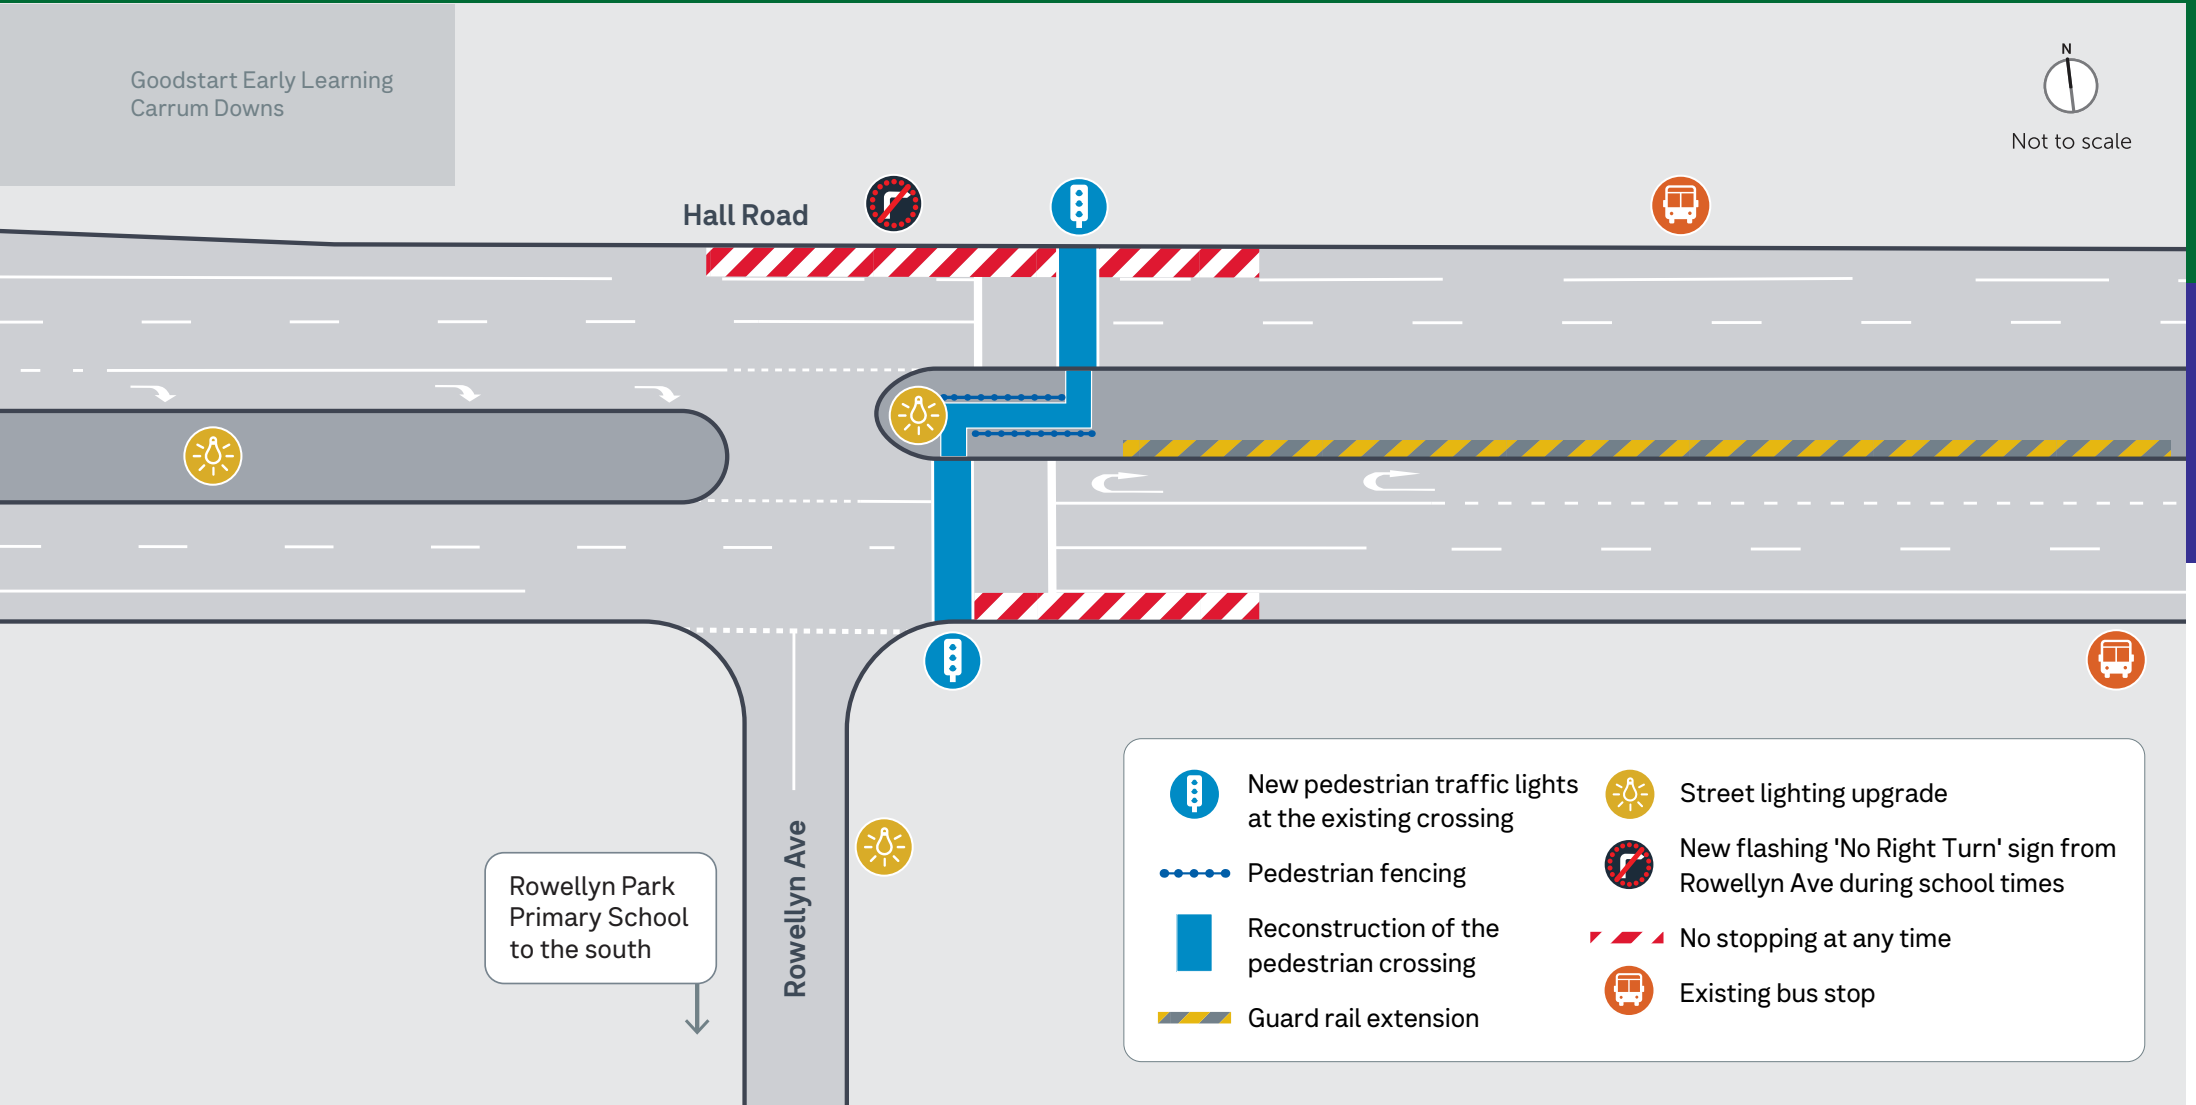 Goodstart Early Learning
Carrum Downs
N
Not to scale
Hall Road
Rowellyn Ave
Rowellyn Park
Primary School
to the south
New pedestrian traffic lights
at the existing crossing
Pedestrian fencing
Reconstruction of the
pedestrian crossing
Guard rail extension
Street lighting upgrade
New flashing 'No Right Turn' sign from
Rowellyn Ave during school times
No stopping at any time
Existing bus stop